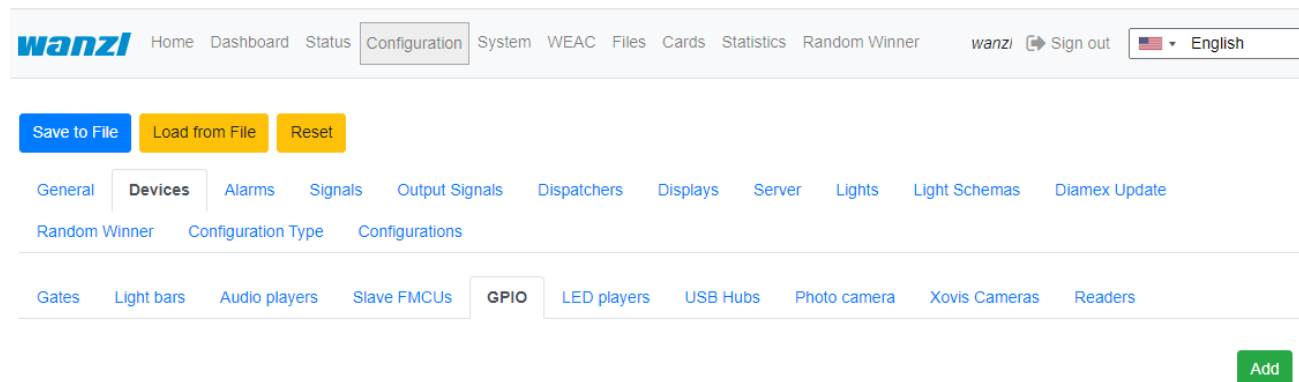 wanzl Home Dashboard Status Configuration System WEAC Files Cards Statistics Random Winner wanzl Sign out English
Save to File Load from File Reset
General Devices Alarms Signals Output Signals Dispatchers Displays Server Lights Light Schemas Diamex Update
Random Winner Configuration Type Configurations
Gates Light bars Audio players Slave FMCUs GPIO LED players USB Hubs Photo camera Xovis Cameras Readers
Add